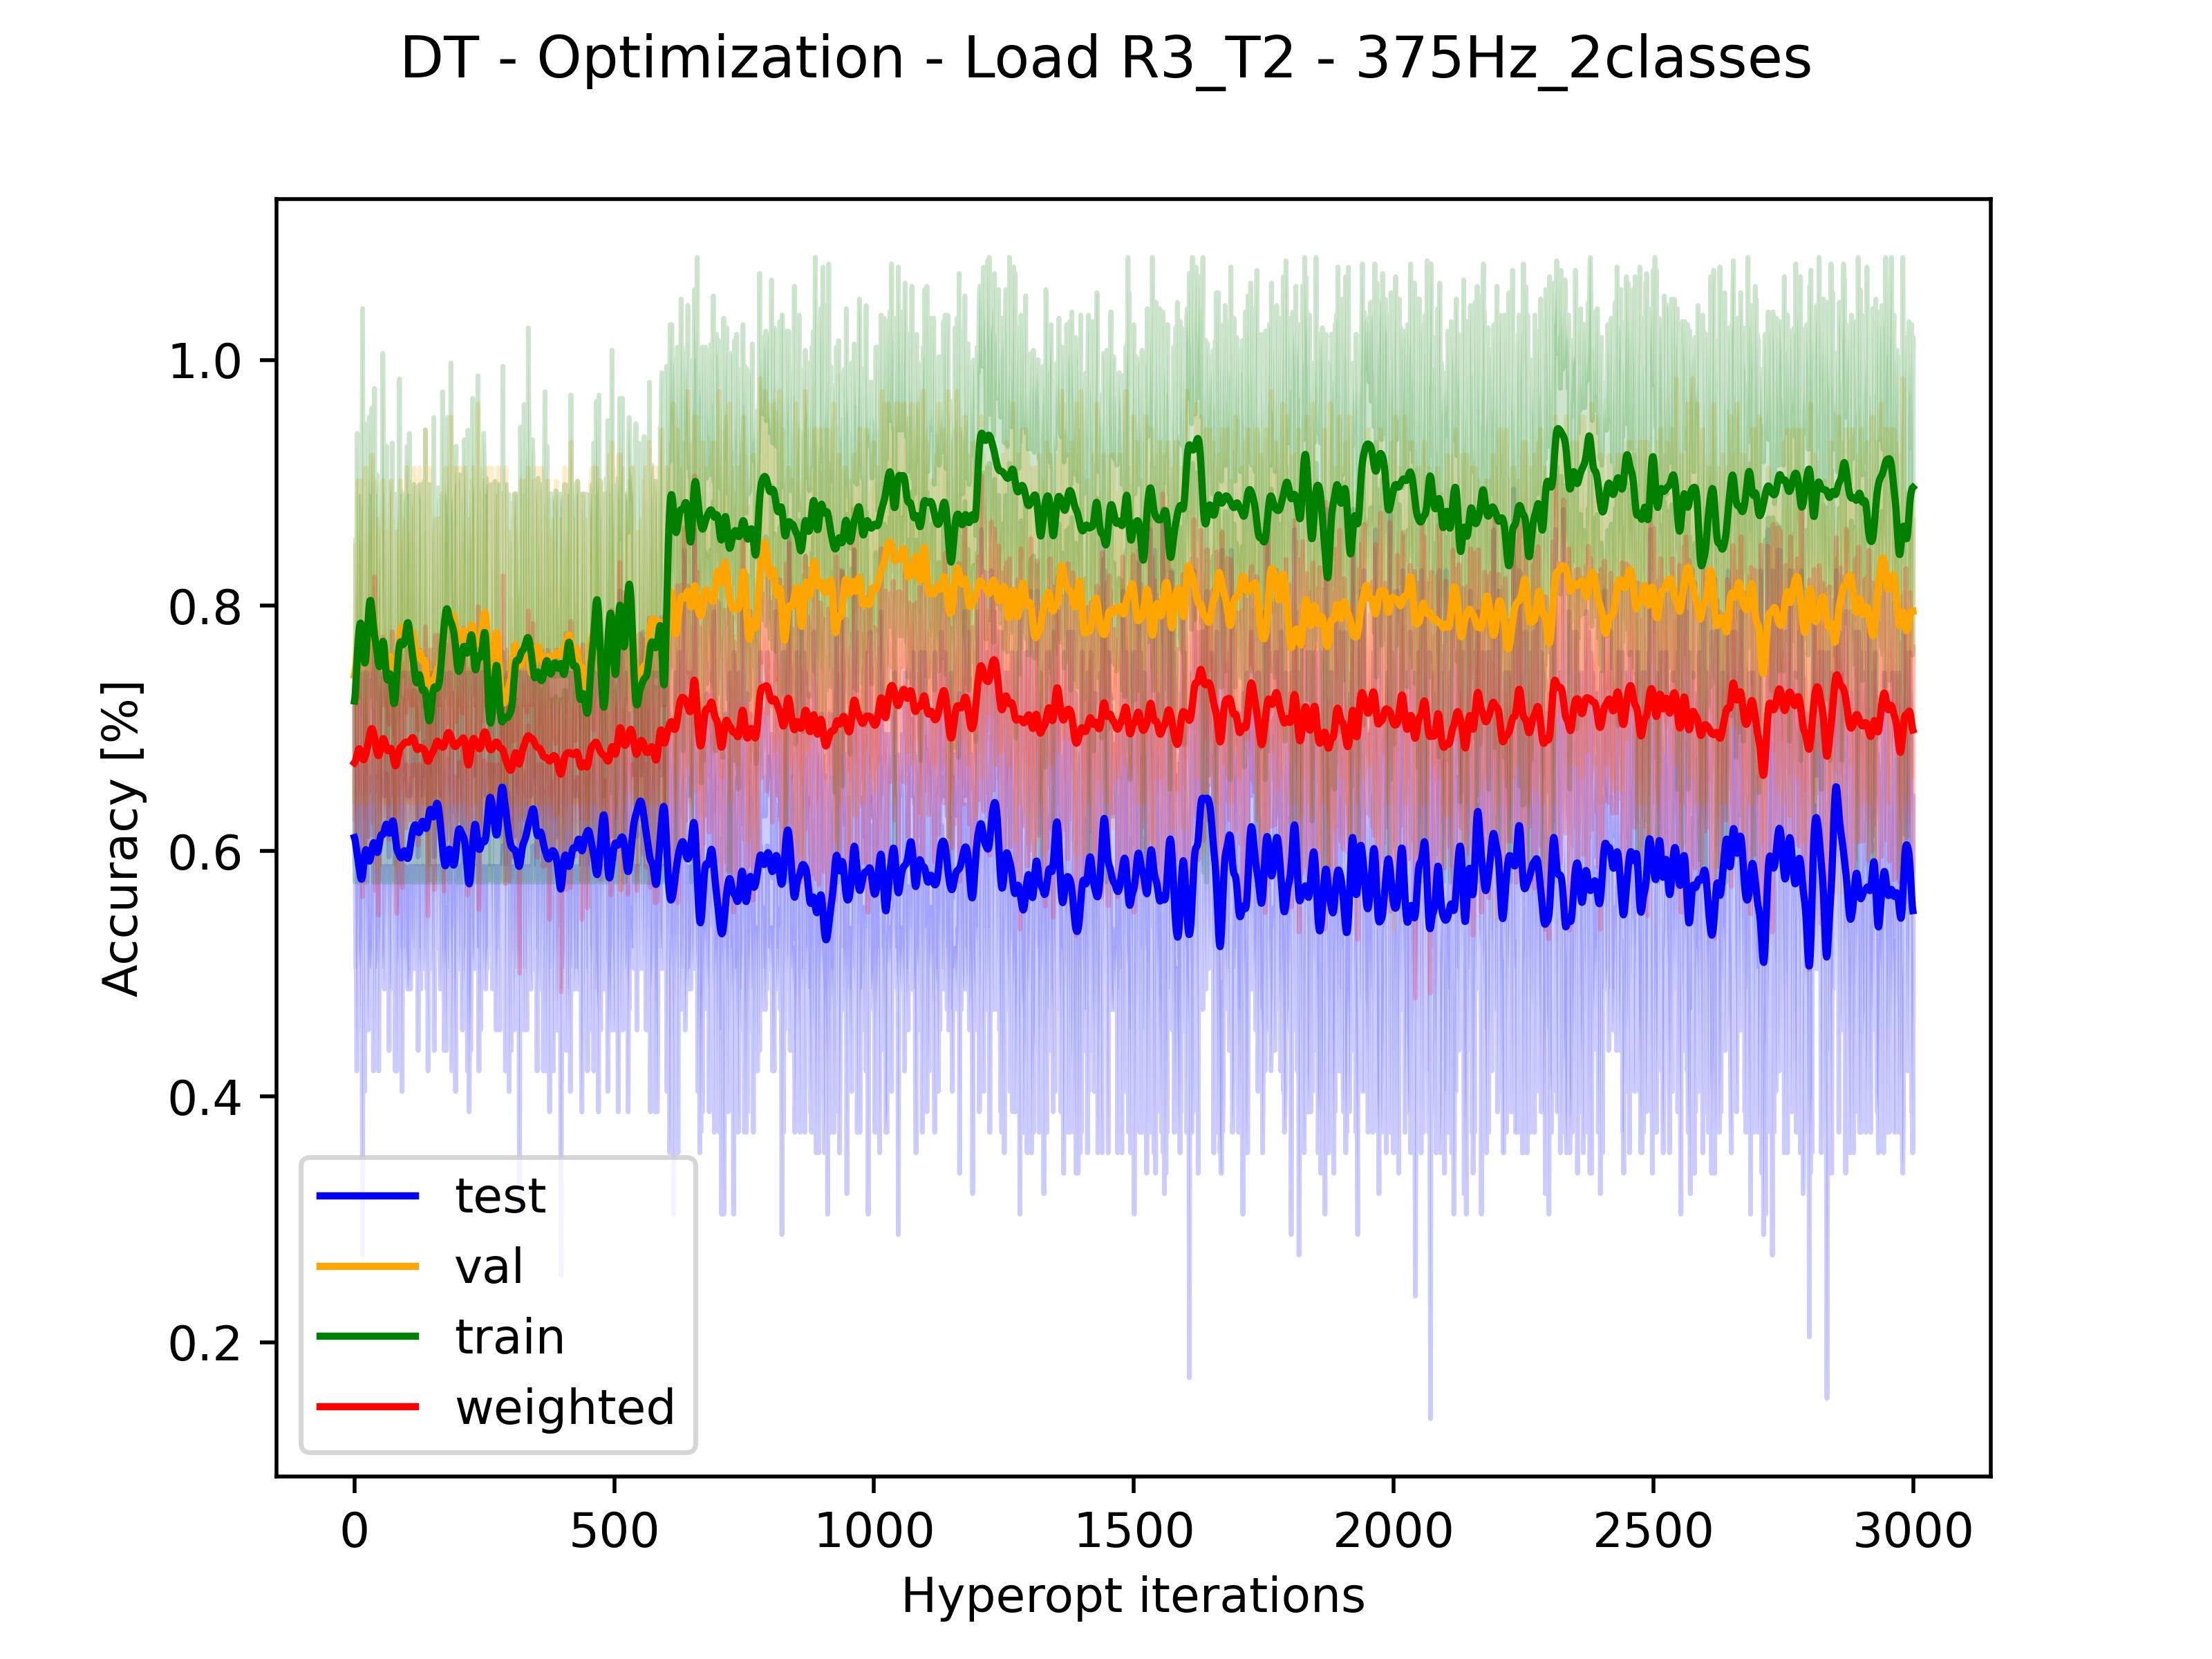 DT - Optimization - Load R3_T2 - 375Hz_2classes
Accuracy [%]
1.0
0.8
0.6
0.4
0.2
test
val
train
weighted
0 500 1000 1500 2000 2500 3000
Hyperopt iterations